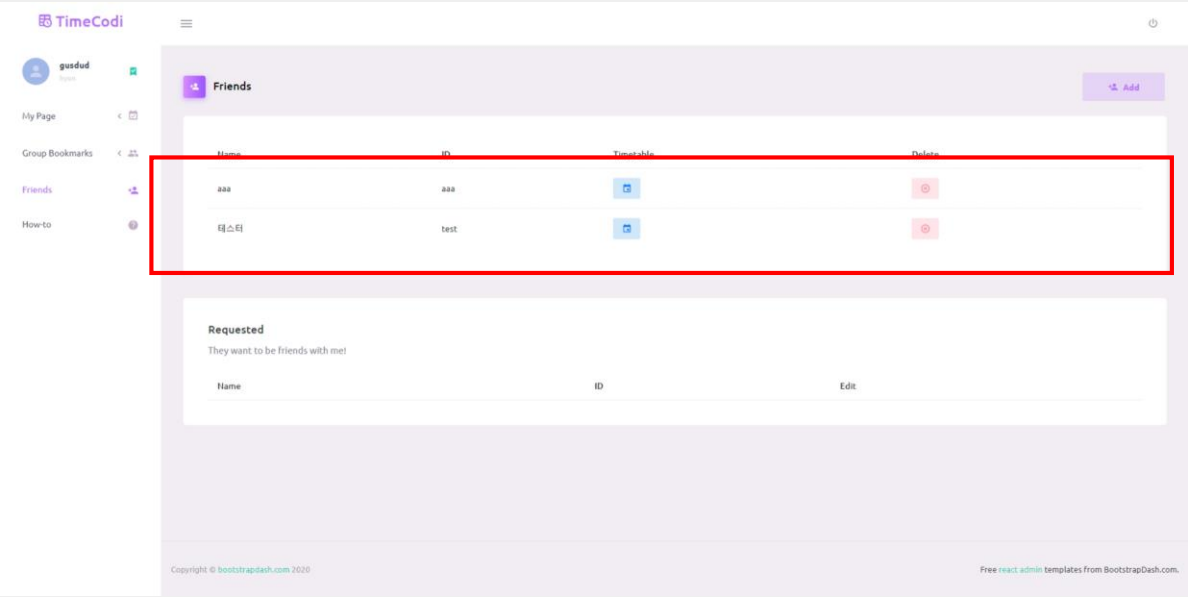 TimeCodi
gusdud
My Page
Group Bookmarks
Friends
How-to
Friends
Add
Name ID Timetable Delete
aaa aaa
테스터 test
Requested
They want to be friends with me!
Name ID Edit
Copyright © bootstrapdash.com 2020
Free react admin templates from BootstrapDash.com.